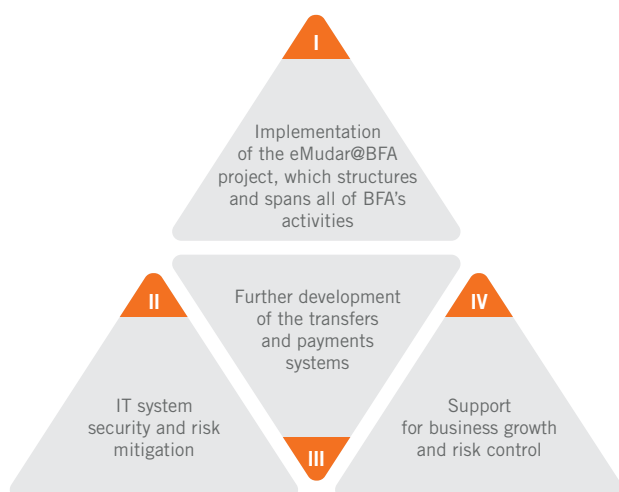 I
Implementation
of the eMudar@BFA
project, which structures
and spans all of BFA's
activities
II
IT system
security and risk
mitigation
Further development
of the transfers
and payments
systems
III
IV
Support
for business growth
and risk control